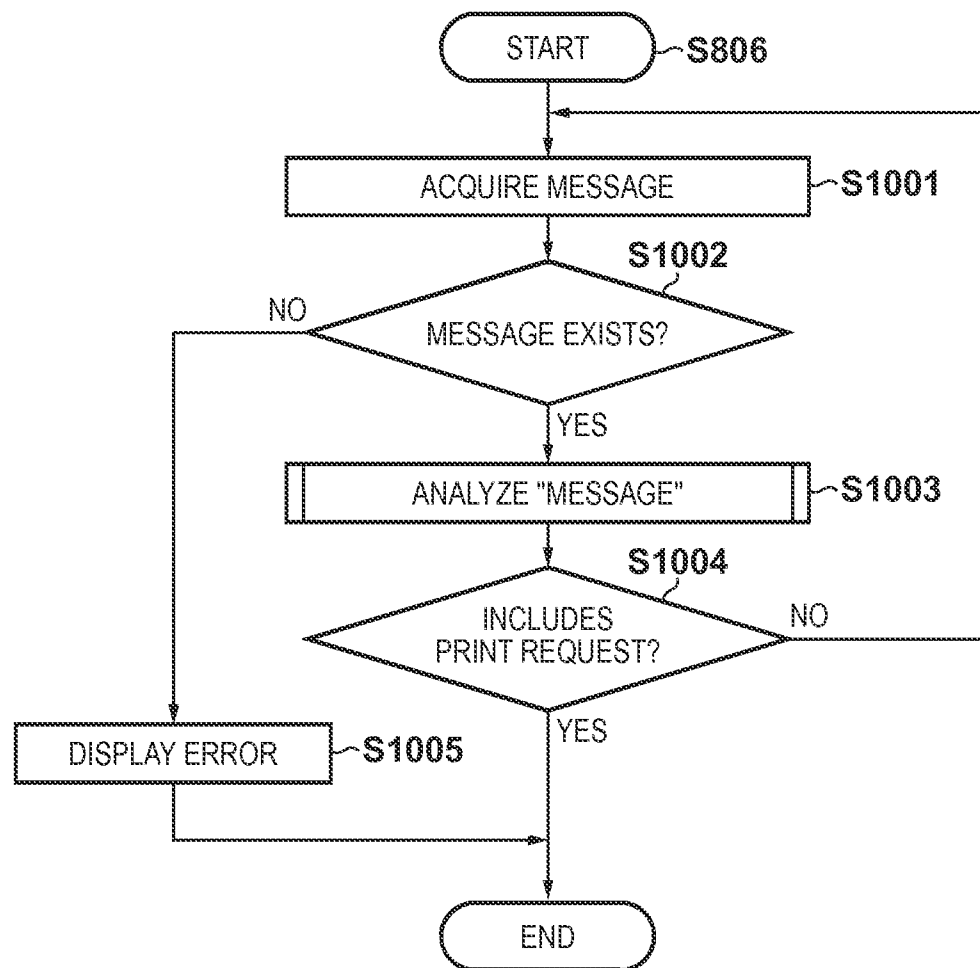 START
S806
ACQUIRE MESSAGE
S1001
S1002
NO
MESSAGE EXISTS?
YES
ANALYZE "MESSAGE"
S1003
S1004
INCLUDES
PRINT REQUEST?
NO
YES
DISPLAY ERROR
S1005
END